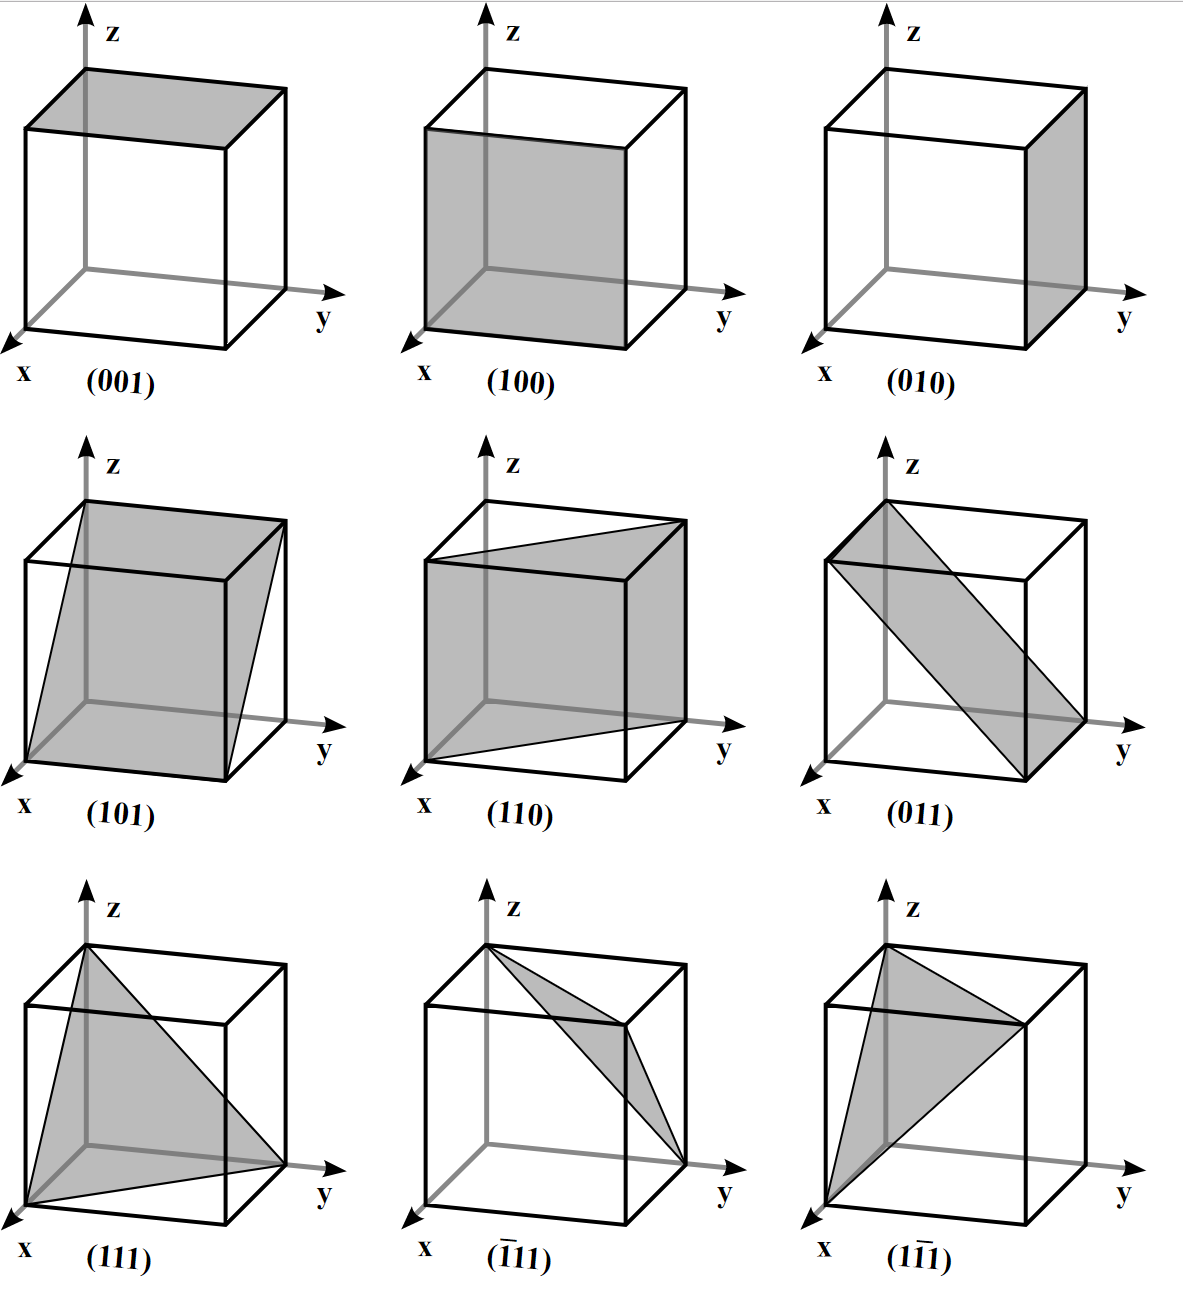 z
z
z
y
y
y
x
x
x
(001)
(100)
(010)
z
z
z
y
y
y
x
x
x
(101)
(110)
(011)
z
z
z
y
y
y
x
x
x
(111)
(1̅11)
(11̅1)